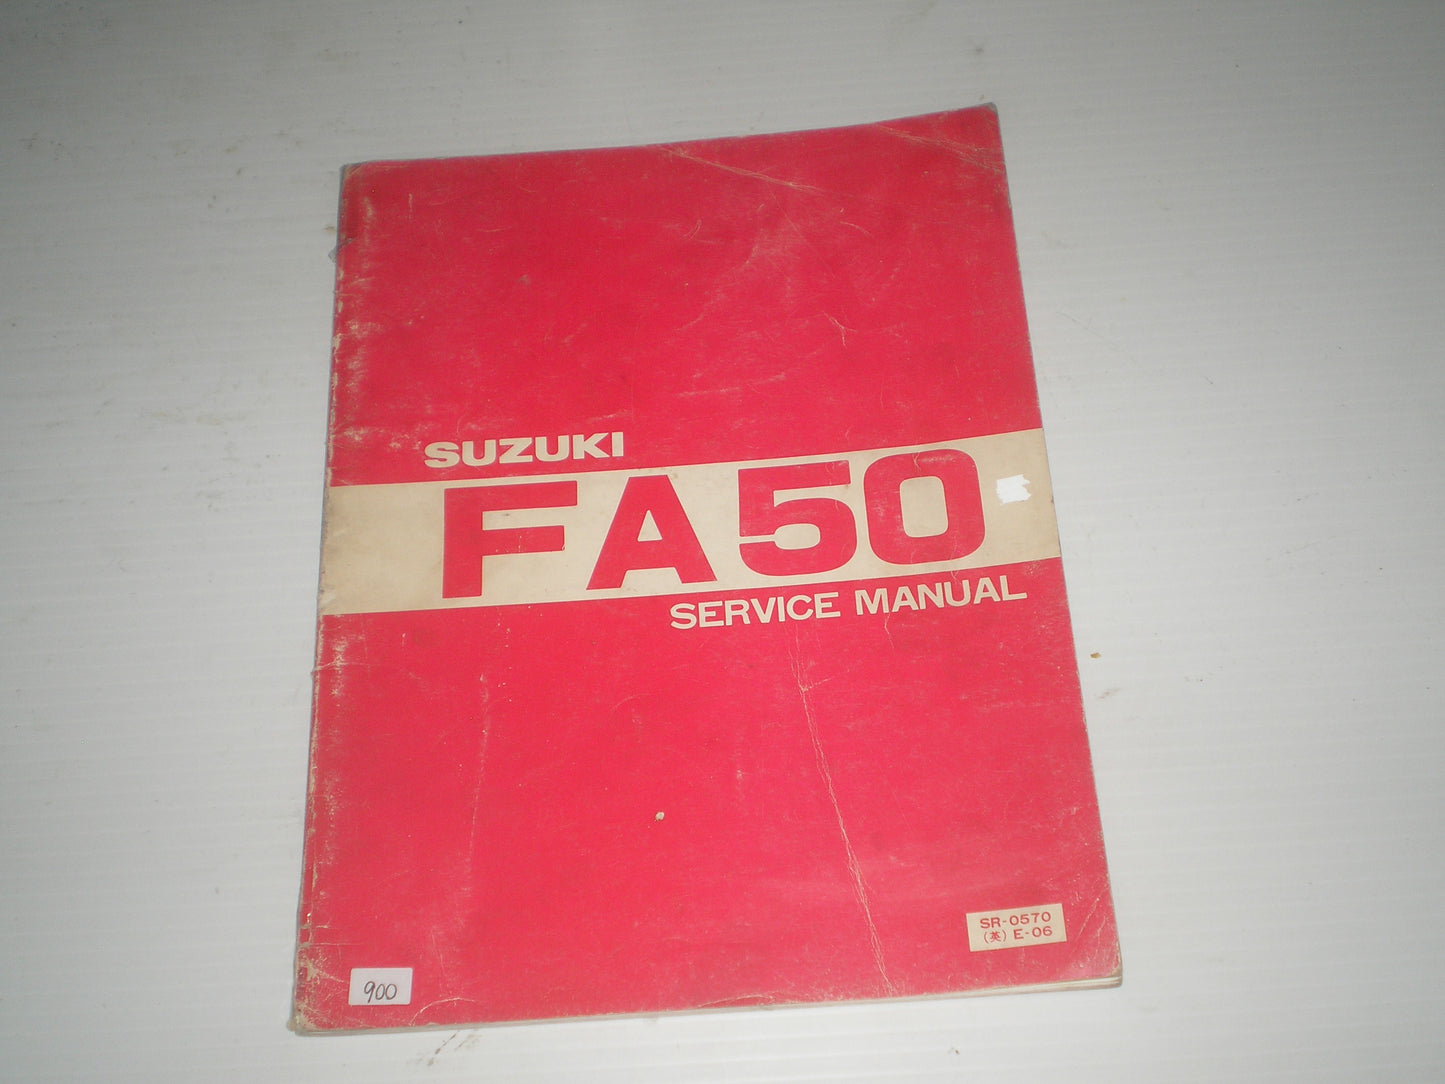 SUZUKI
FA50
SERVICE MANUAL
SR-0570
(英) E-06
900